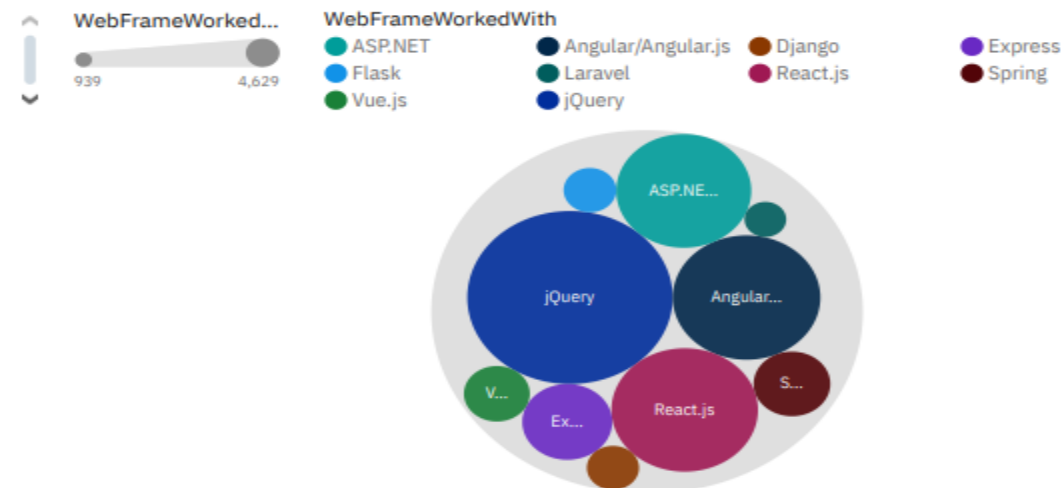 WebFrameWorked...
939 4,629
WebFrameWorkedWith
ASP.NET Angular/Angular.js Django Express
Flask Laravel React.js Spring
Vue.js jQuery
ASP.NE...
jQuery
Angular...
S...
V...
React.js
Ex...